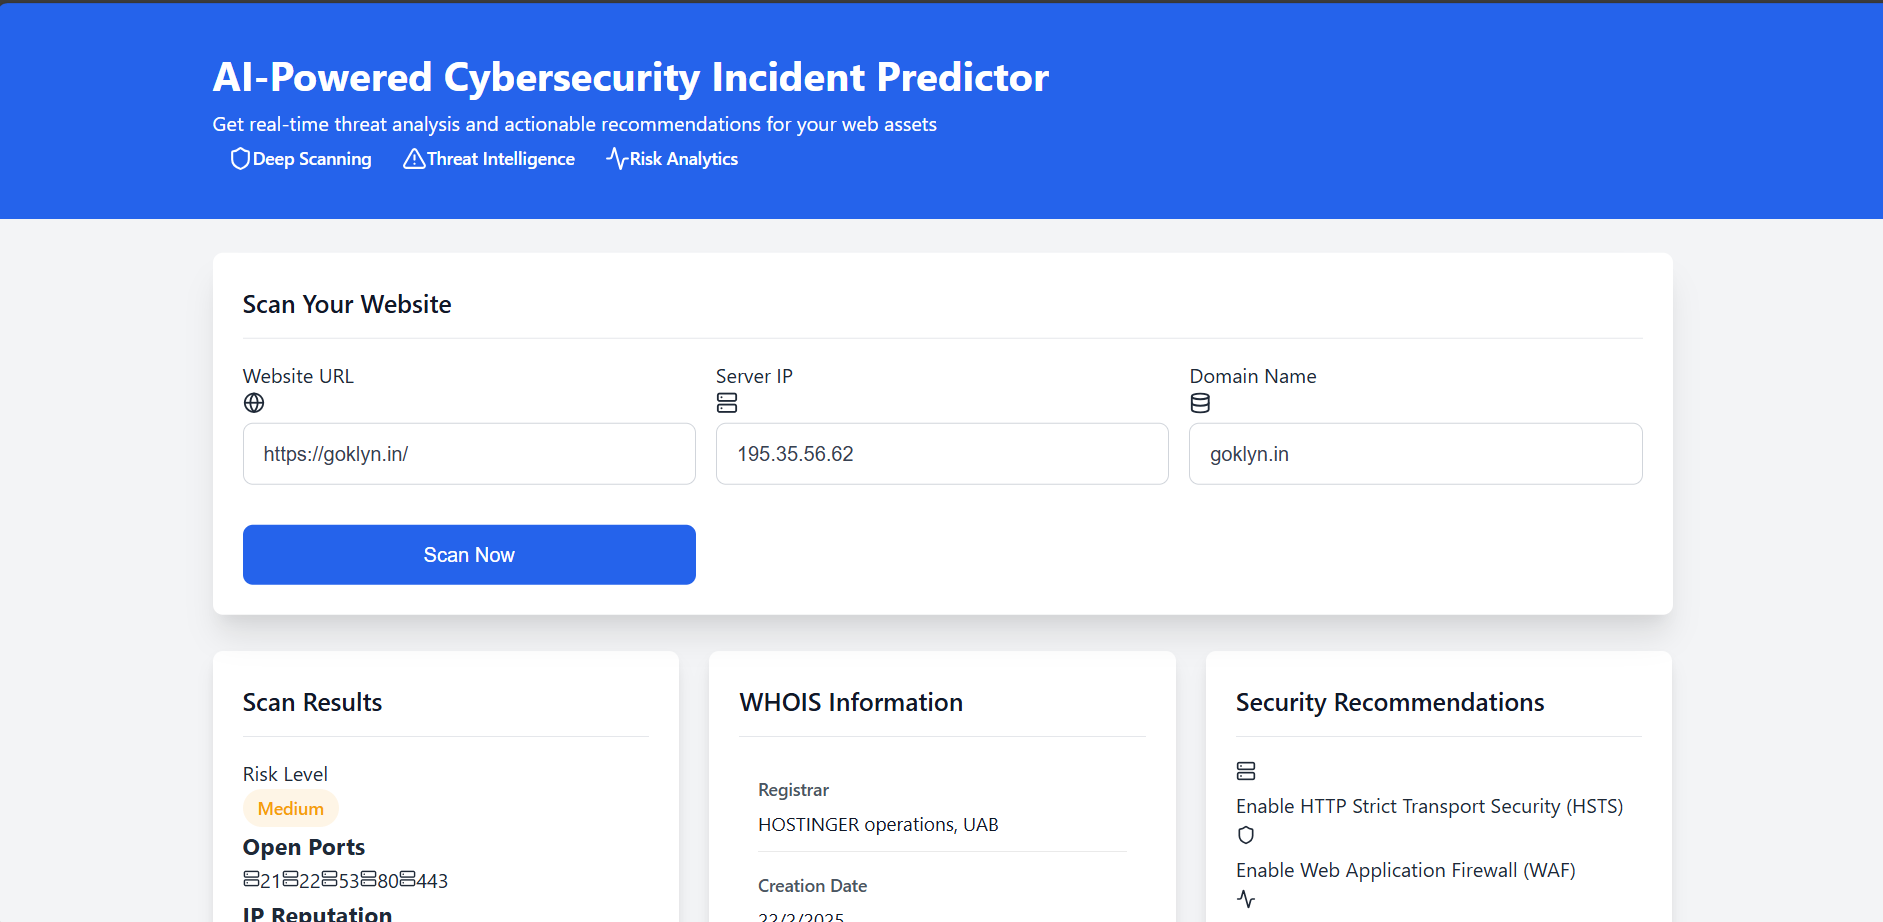 AI-Powered Cybersecurity Incident Predictor
Get real-time threat analysis and actionable recommendations for your web assets
Deep Scanning Threat Intelligence Risk Analytics
Scan Your Website
Website URL
https://goklyn.in/
Server IP
195.35.56.62
Domain Name
goklyn.in
Scan Now
Scan Results
Risk Level
Medium
Open Ports
21 22 53 80 443
IP Reputation
WHOIS Information
Registrar
HOSTINGER operations, UAB
Creation Date
22/2/2025
Security Recommendations
Enable HTTP Strict Transport Security (HSTS)
Enable Web Application Firewall (WAF)